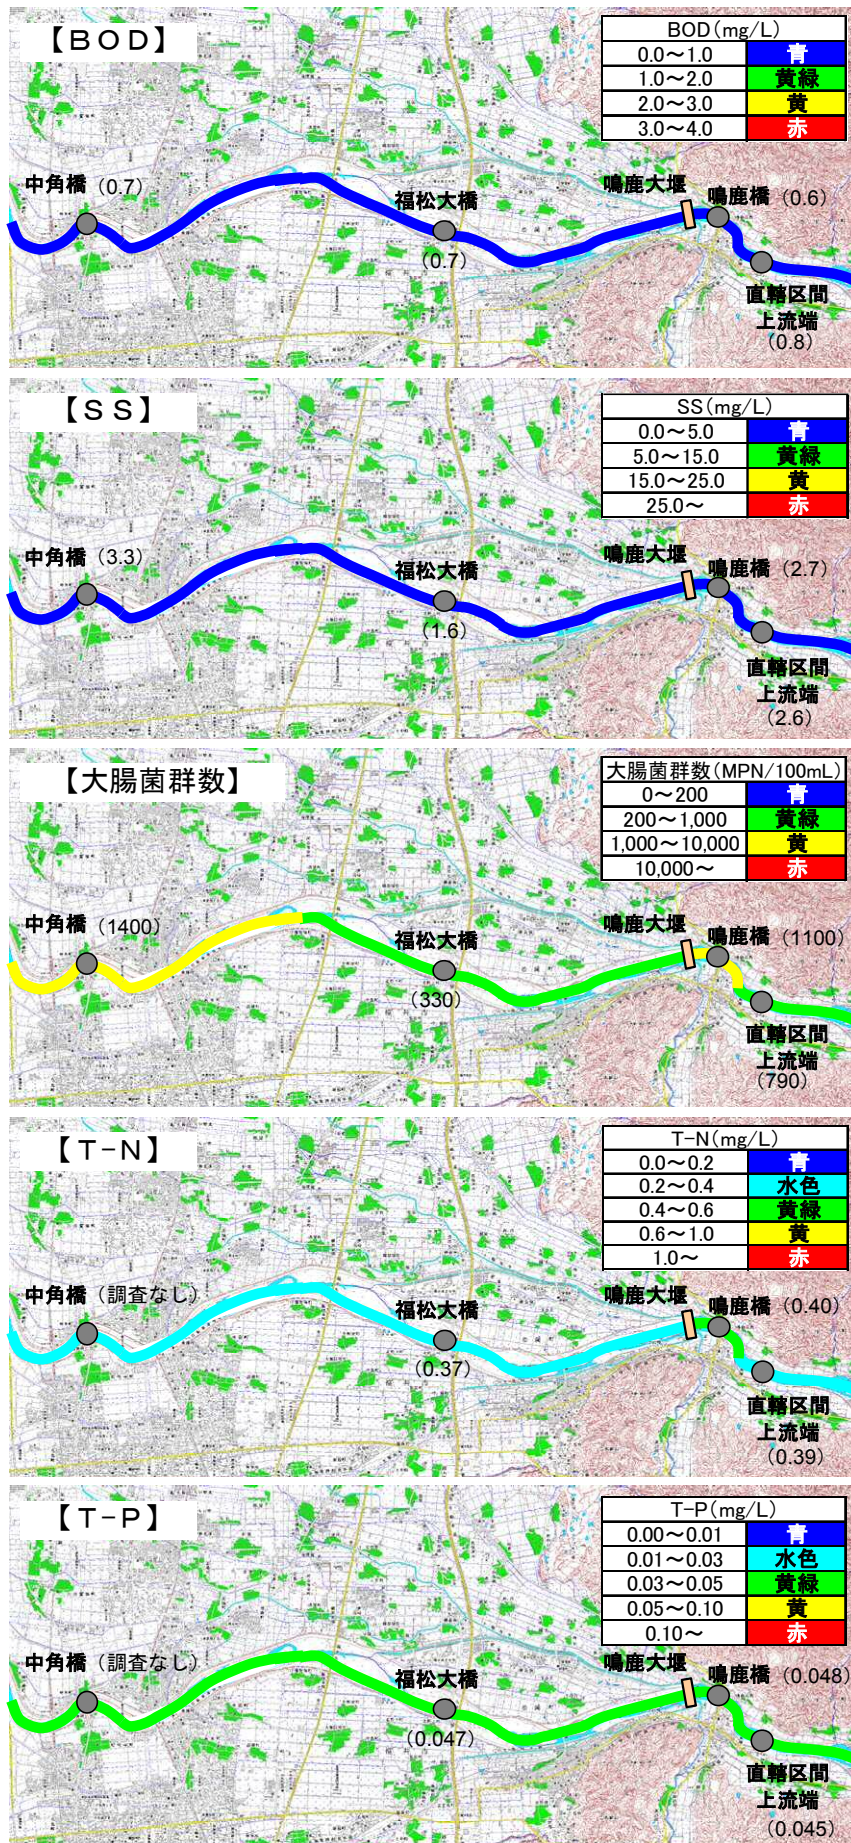 【BOD】
BOD(mg/L)
0.0～1.0 青
1.0～2.0 黄緑
2.0～3.0 黄
3.0～4.0 赤
中角橋(0.7)
福松大橋
(0.7)
鳴鹿大堰
鳴鹿橋(0.6)
直轄区間
上流端
(0.8)
【SS】
SS(mg/L)
0.0～5.0 青
5.0～15.0 黄緑
15.0～25.0 黄
25.0～ 赤
中角橋(3.3)
福松大橋
(1.6)
鳴鹿大堰
鳴鹿橋(2.7)
直轄区間
上流端
(2.6)
【大腸菌群数】
大腸菌群数(MPN/100mL)
0～200 青
200～1,000 黄緑
1,000～10,000 黄
10,000～ 赤
中角橋(1400)
福松大橋
(330)
鳴鹿大堰
鳴鹿橋(1100)
直轄区間
上流端
(790)
【T-N】
T-N(mg/L)
0.0～0.2 青
0.2～0.4 水色
0.4～0.6 黄緑
0.6～1.0 黄
1.0～ 赤
中角橋(調査なし)
福松大橋
(0.37)
鳴鹿大堰
鳴鹿橋(0.40)
直轄区間
上流端
(0.39)
【T-P】
T-P(mg/L)
0.00～0.01 青
0.01～0.03 水色
0.03～0.05 黄緑
0.05～0.10 黄
0.10～ 赤
中角橋(調査なし)
福松大橋
(0.047)
鳴鹿大堰
鳴鹿橋(0.048)
直轄区間
上流端
(0.045)